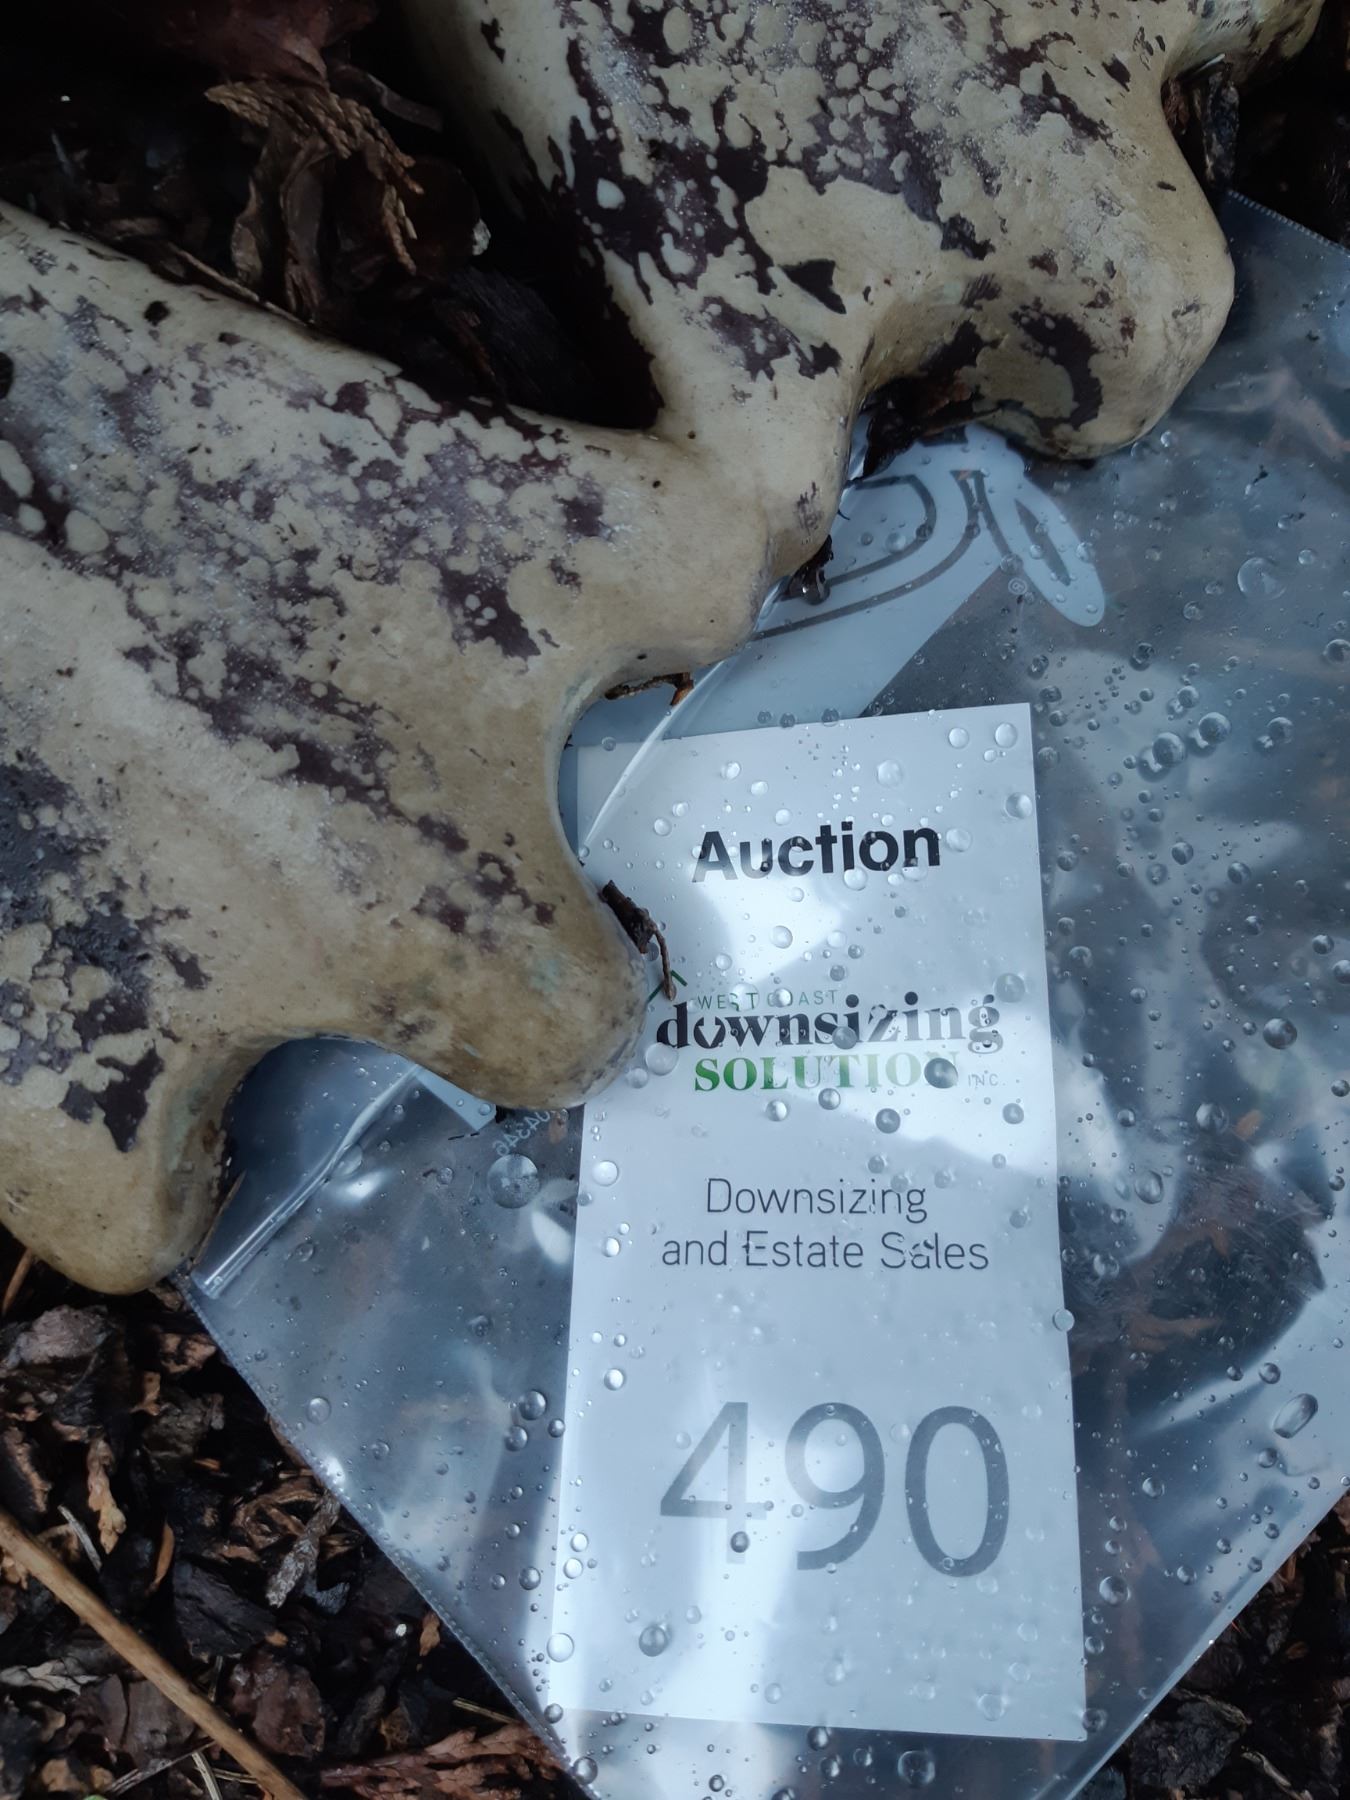 Auction
WEST COAST
downsizing
SOLUTION INC.
Downsizing
and Estate Sales
490